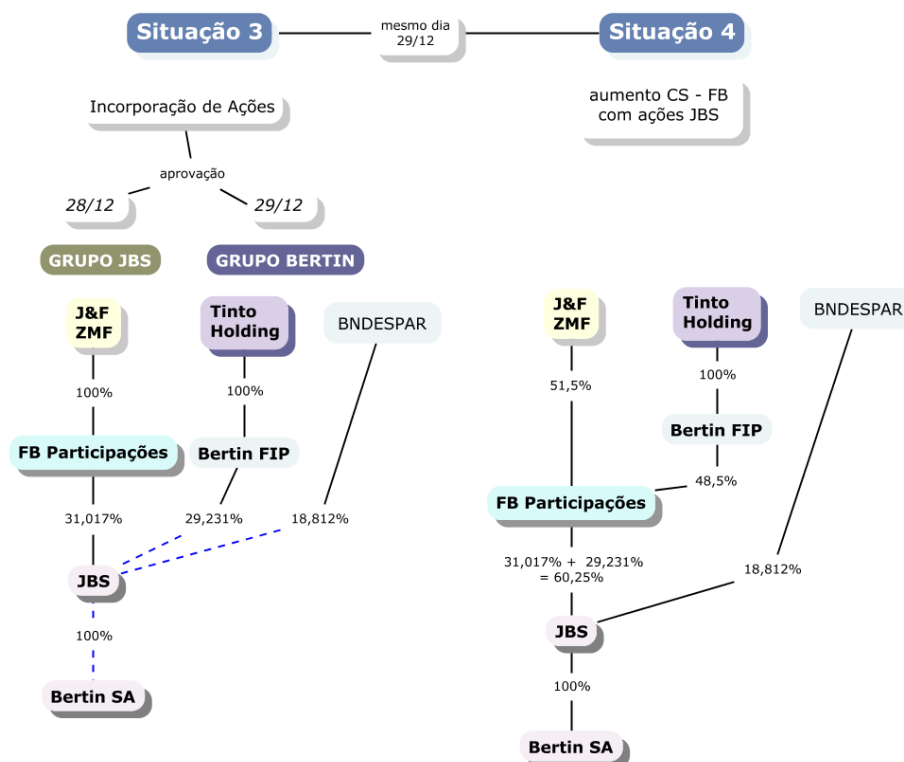 Situação 3
mesmo dia
29/12
Situação 4
Incorporação de Ações
aumento CS - FB
com ações JBS
aprovação
28/12
29/12
GRUPO JBS
GRUPO BERTIN
J&F
ZMF
Tinto
Holding
BNDESPAR
100%
100%
FB Participações
Bertin FIP
31,017%
29,231%
18,812%
JBS
100%
Bertin SA
J&F
ZMF
Tinto
Holding
BNDESPAR
51,5%
100%
Bertin FIP
48,5%
FB Participações
31,017% + 29,231%
= 60,25%
18,812%
JBS
100%
Bertin SA